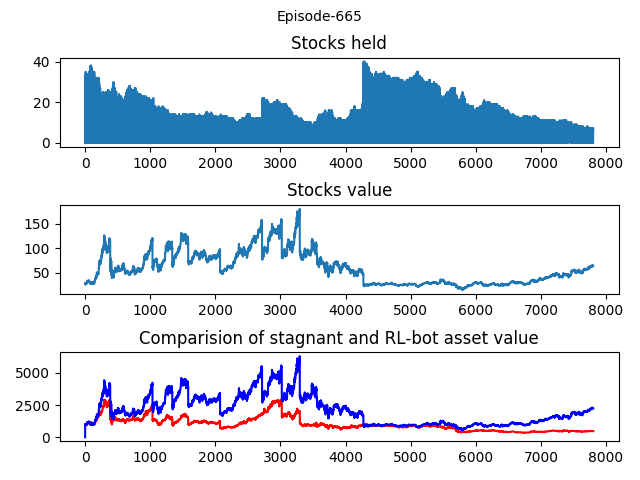 Episode-665
Stocks held
40
20
0
0 1000 2000 3000 4000 5000 6000 7000 8000
Stocks value
150
100
50
0 1000 2000 3000 4000 5000 6000 7000 8000
Comparision of stagnant and RL-bot asset value
5000
2500
0
0 1000 2000 3000 4000 5000 6000 7000 8000